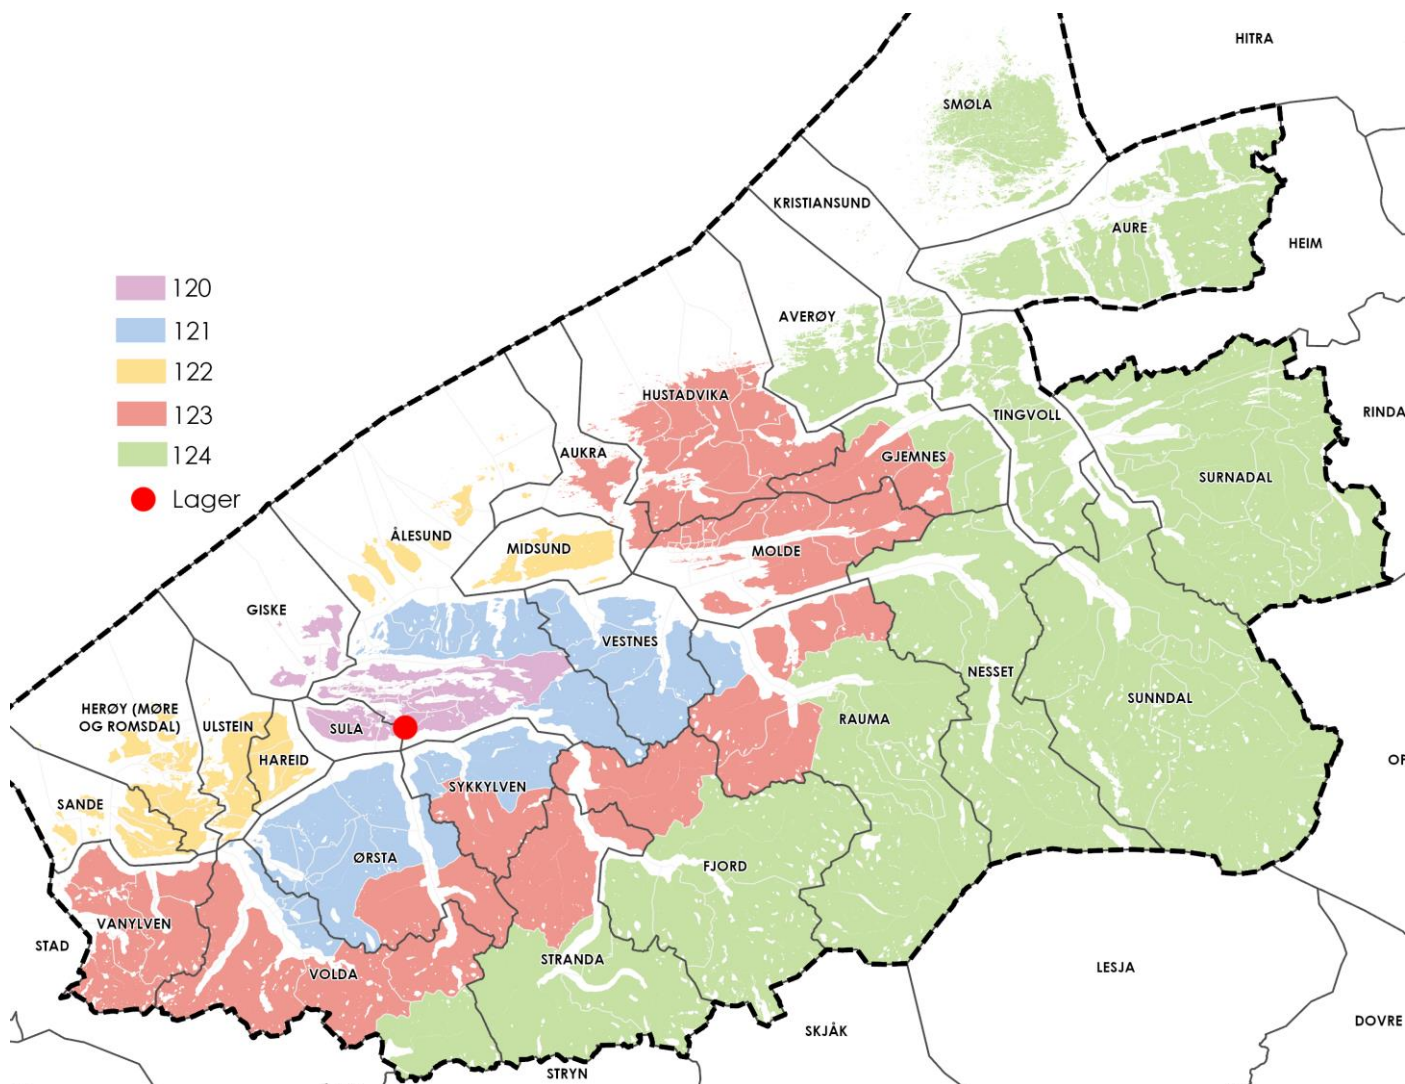 HITRA
SMØLA
KRISTIANSUND
AURE
HEIM
120
121
122
123
124
Lager
AVERØY
HUSTADVIKA
TINGVOLL
RINDA
AUKRA
GJEMNES
SURNADAL
ÅLESUND
MIDSUND
MOLDE
GISKE
VESTNES
NESSET
SUNNDAL
HERØY (MØRE
OG ROMSDAL)
ULSTEIN
SULA
RAUMA
HAREID
OP
SANDE
SYKKYLVEN
ØRSTA
FJORD
VANYLVEN
STAD
VOLDA
STRANDA
LESJA
SKJÅK
DOVRE
STRYN